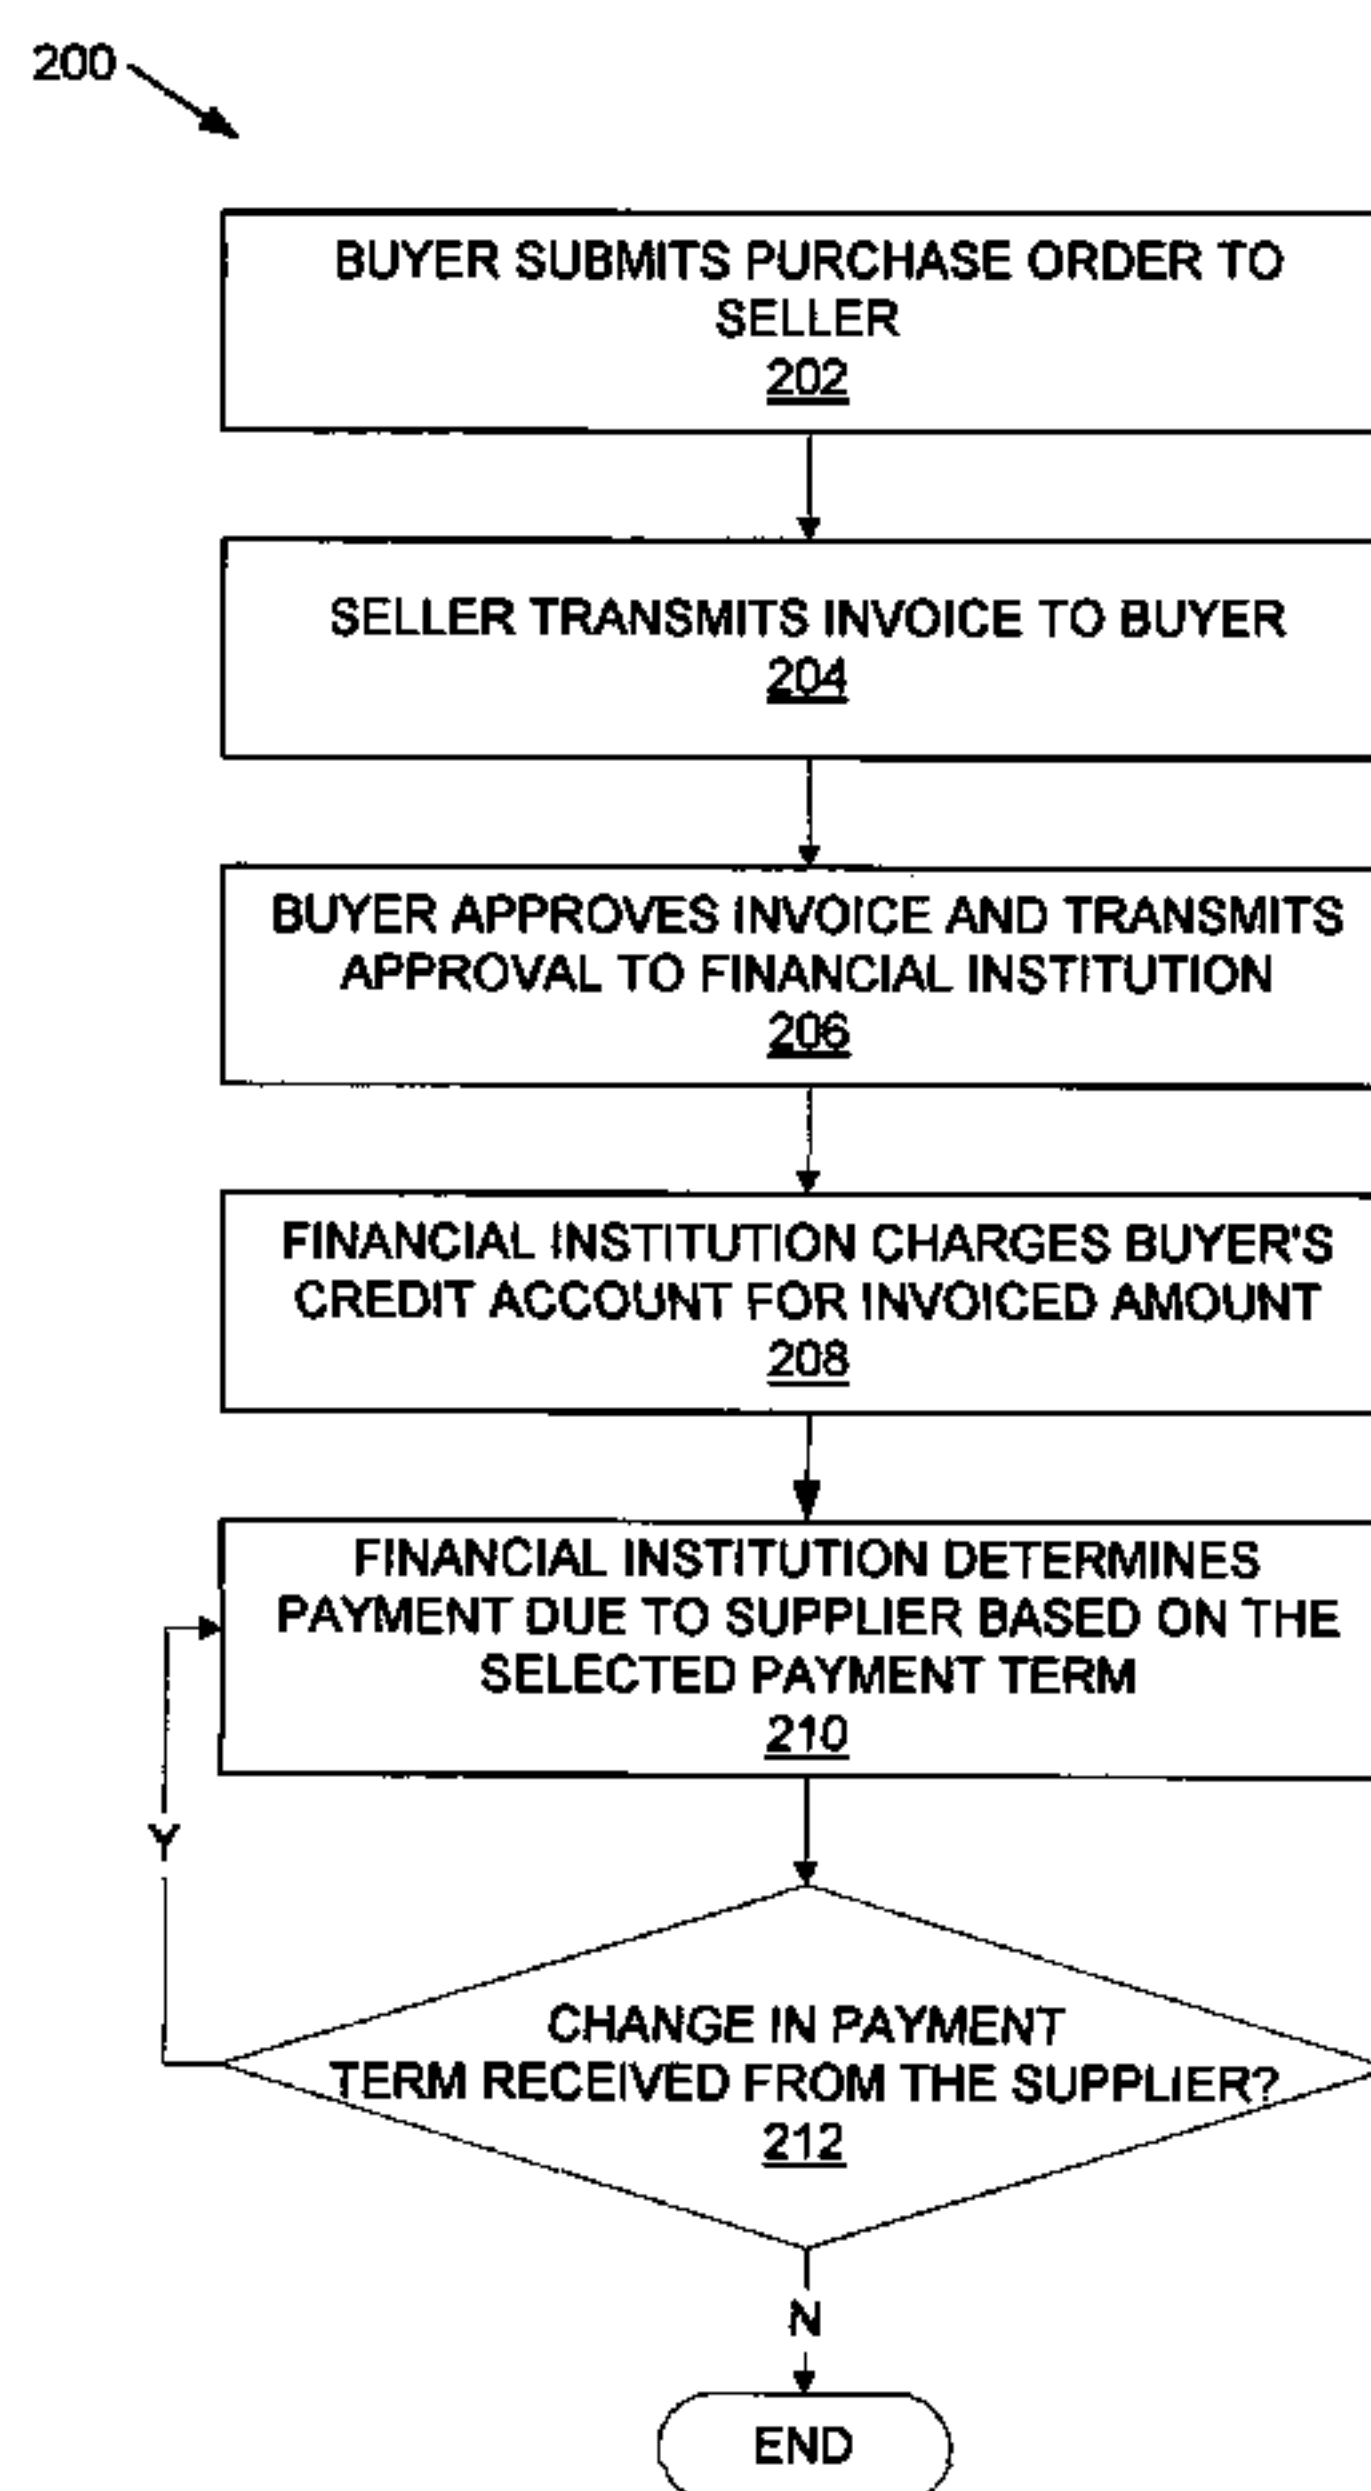 200
BUYER SUBMITS PURCHASE ORDER TO
SELLER
202
SELLER TRANSMITS INVOICE TO BUYER
204
BUYER APPROVES INVOICE AND TRANSMITS
APPROVAL TO FINANCIAL INSTITUTION
206
FINANCIAL INSTITUTION CHARGES BUYER'S
CREDIT ACCOUNT FOR INVOICED AMOUNT
208
FINANCIAL INSTITUTION DETERMINES
PAYMENT DUE TO SUPPLIER BASED ON THE
SELECTED PAYMENT TERM
210
Y
CHANGE IN PAYMENT
TERM RECEIVED FROM THE SUPPLIER?
212
N
END